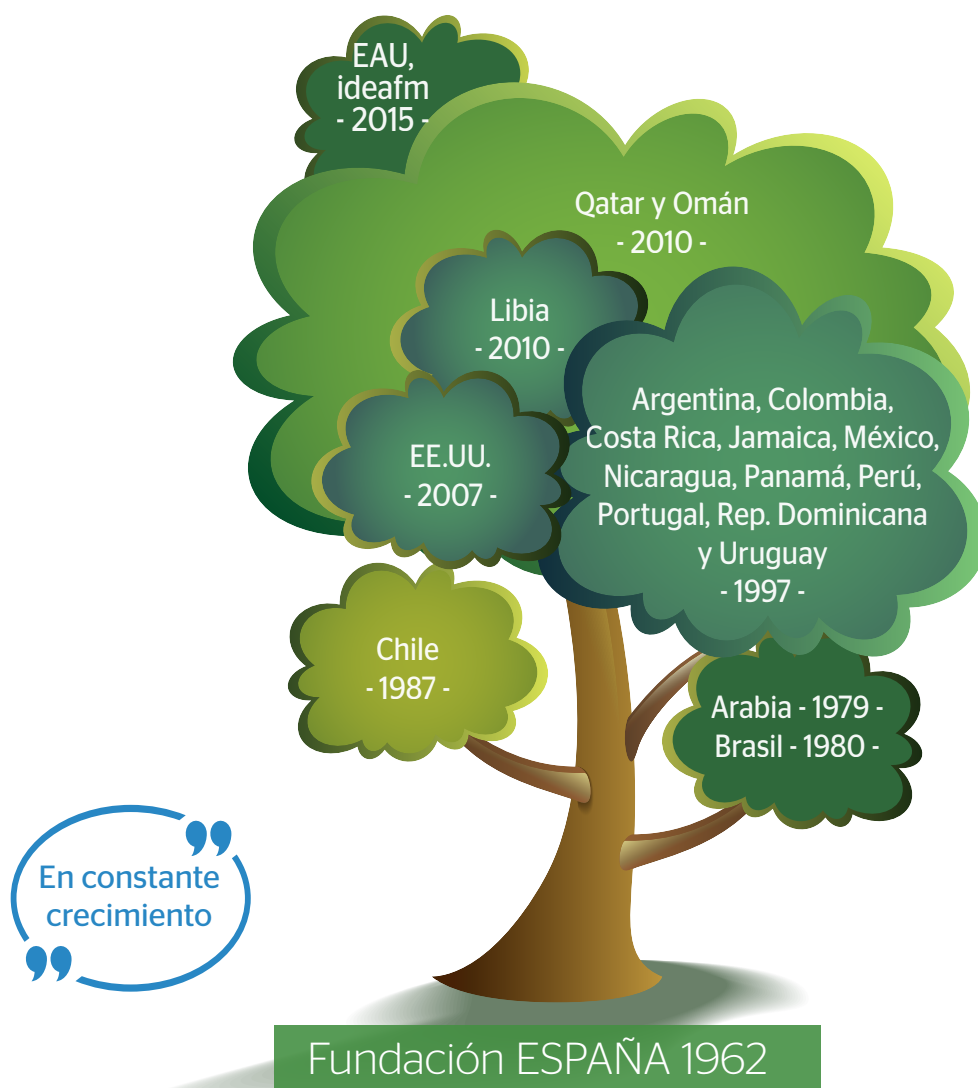 EAU,
ideafm
- 2015 -
Qatar y Omán
- 2010 -
Libia
- 2010 -
Argentina, Colombia,
Costa Rica, Jamaica, México,
Nicaragua, Panamá, Perú,
Portugal, Rep. Dominicana
y Uruguay
- 1997 -
EE.UU.
- 2007 -
Chile
- 1987 -
Arabia - 1979 -
Brasil - 1980 -
En constante
crecimiento
Fundación ESPAÑA 1962